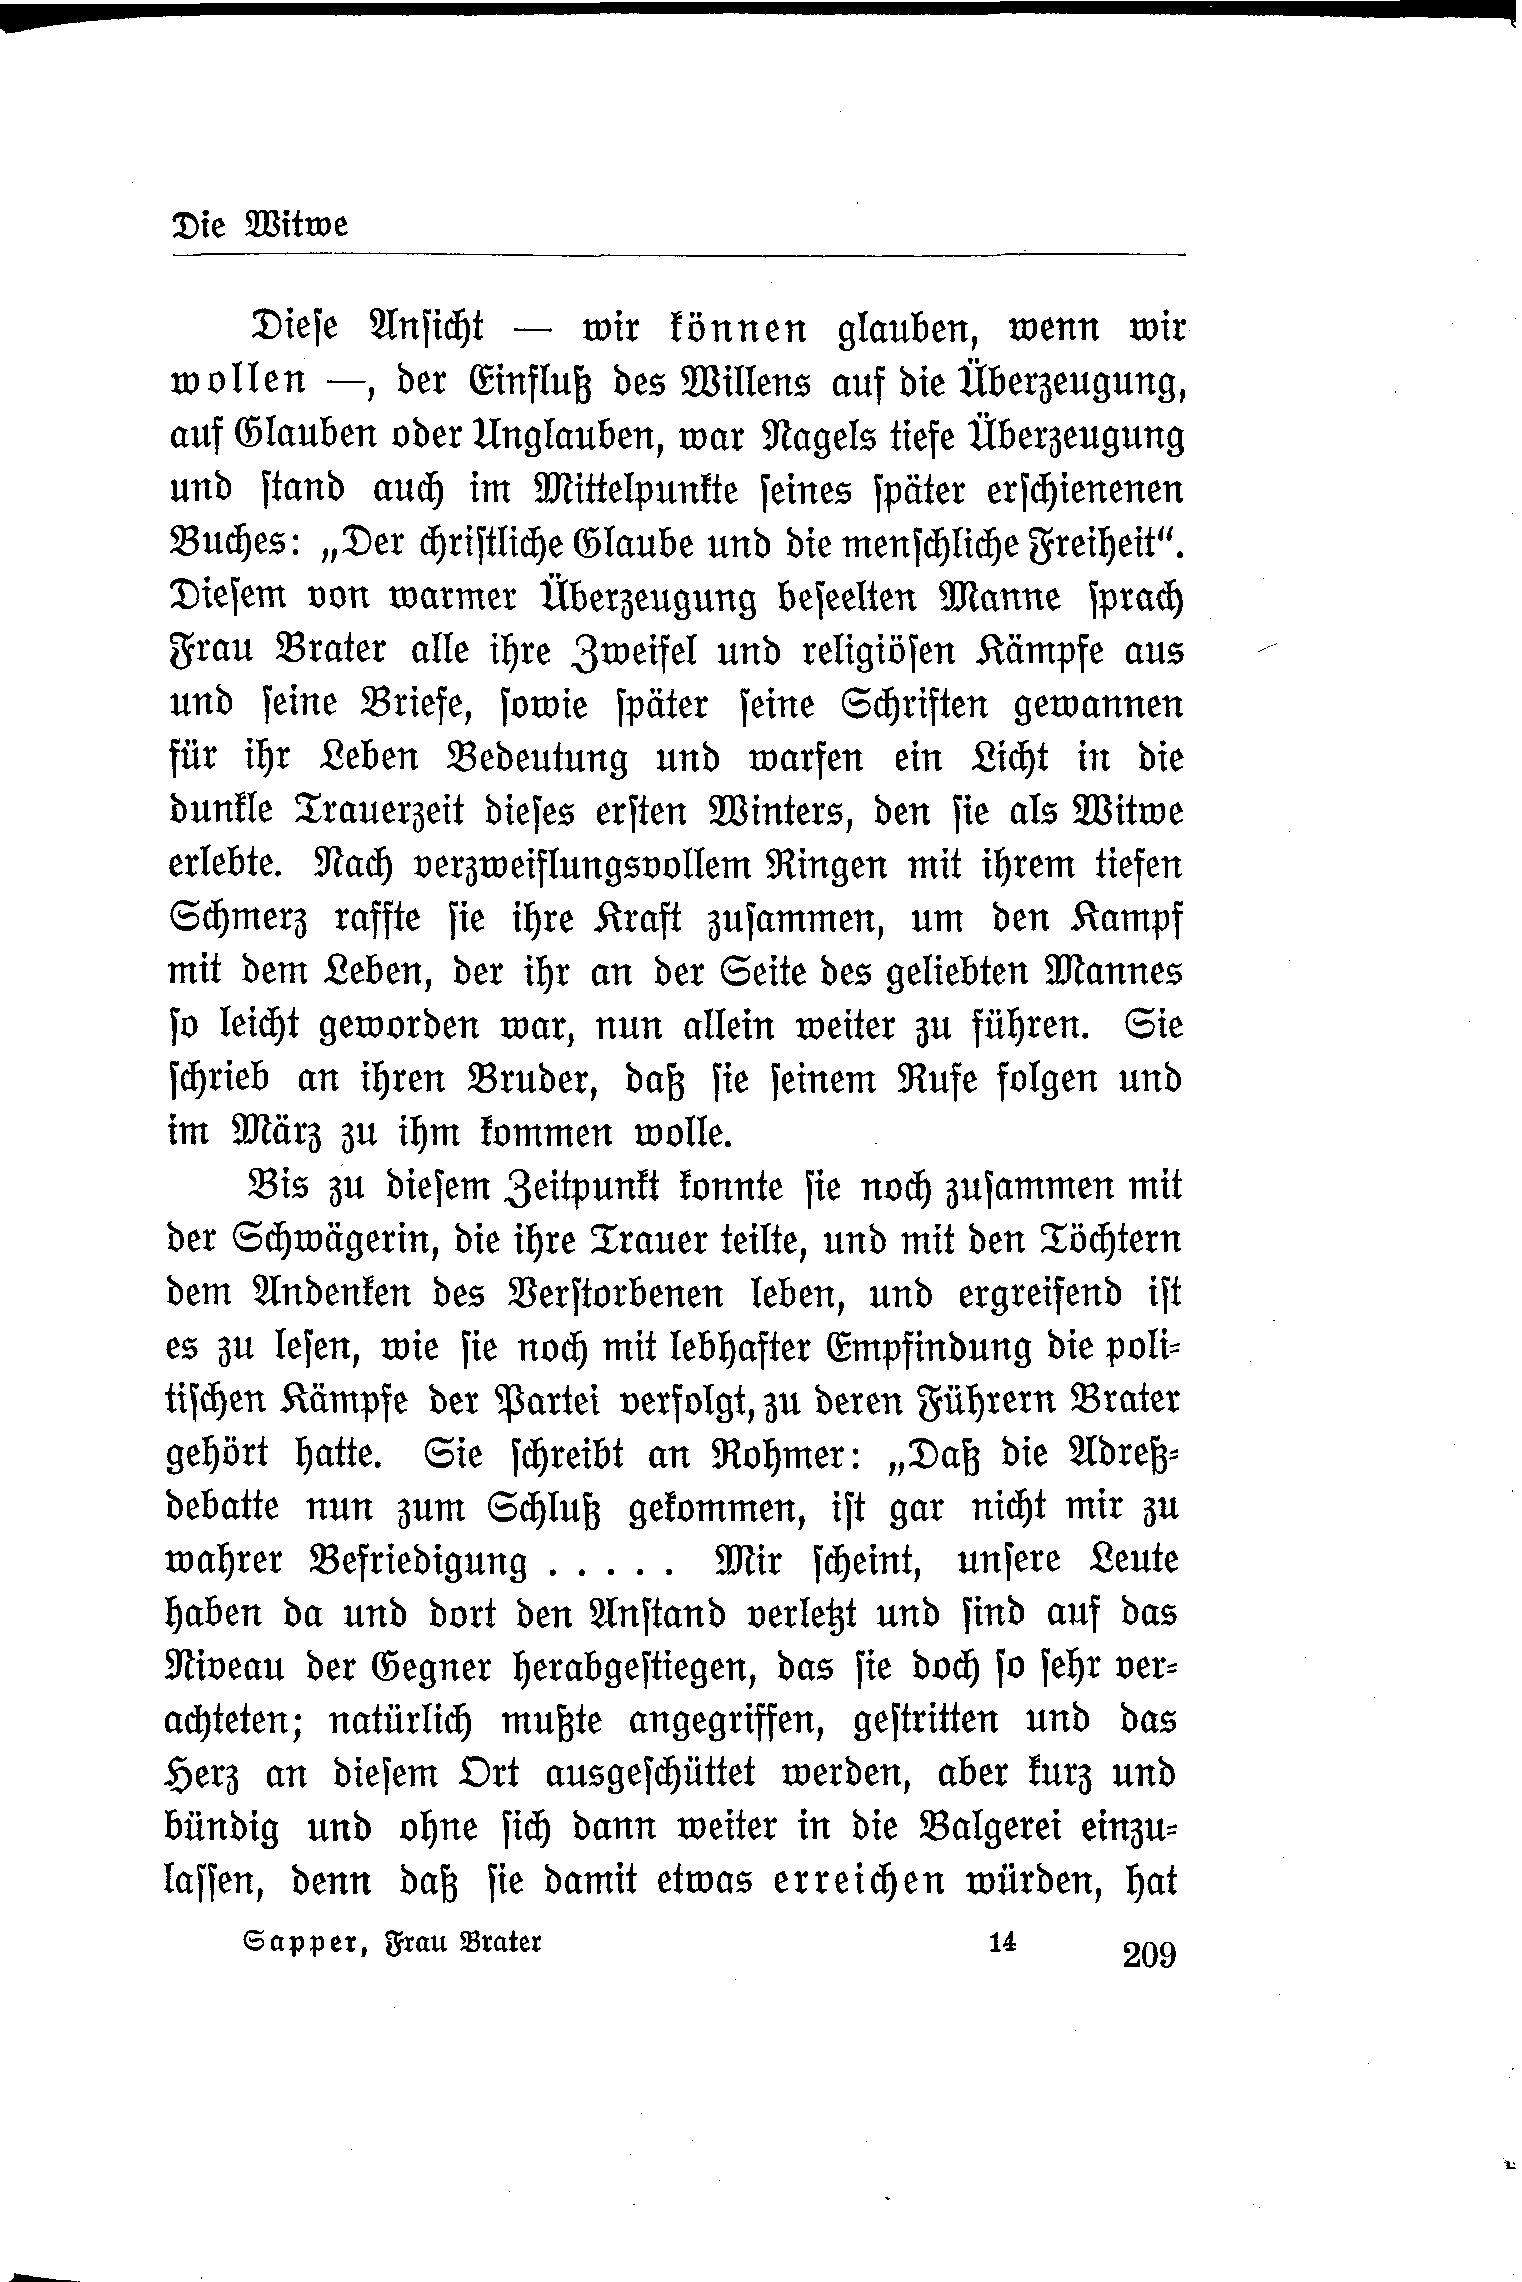 Die Witwe
Diese Ansicht — wir können glauben, wenn wir
wollen —, der Einfluß des Willens auf die Überzeugung,
auf Glauben oder Unglauben, war Nagels tiefe Überzeugung
und stand auch im Mittelpunkte seines später erschienenen
Buches: „Der christliche Glaube und die menschliche Freiheit“.
Diesem von warmer Überzeugung beseelten Manne sprach
Frau Brater alle ihre Zweifel und religiösen Kämpfe aus
und seine Briefe, sowie später seine Schriften gewannen
für ihr Leben Bedeutung und warfen ein Licht in die
dunkle Trauerzeit dieses ersten Winters, den sie als Witwe
erlebte. Nach verzweiflungsvollem Ringen mit ihrem tiefen
Schmerz raffte sie ihre Kraft zusammen, um den Kampf
mit dem Leben, der ihr an der Seite des geliebten Mannes
so leicht geworden war, nun allein weiter zu führen. Sie
schrieb an ihren Bruder, daß sie seinem Rufe folgen und
im März zu ihm kommen wolle.
Bis zu diesem Zeitpunkt konnte sie noch zusammen mit
der Schwägerin, die ihre Trauer teilte, und mit den Töchtern
dem Andenken des Verstorbenen leben, und ergreifend ist
es zu lesen, wie sie noch mit lebhafter Empfindung die poli-
tischen Kämpfe der Partei verfolgt, zu deren Führern Brater
gehört hatte. Sie schreibt an Rohmer: „Daß die Adreß-
debatte nun zum Schluß gekommen, ist gar nicht mir zu
wahrer Befriedigung . . . . . Mir scheint, unsere Leute
haben da und dort den Anstand verletzt und sind auf das
Niveau der Gegner herabgestiegen, das sie doch so sehr ver-
achteten; natürlich mußte angegriffen, gestritten und das
Herz an diesem Ort ausgeschüttet werden, aber kurz und
bündig und ohne sich dann weiter in die Balgerei einzu-
lassen, denn daß sie damit etwas erreichen würden, hat
Sapper, Frau Brater 14 209